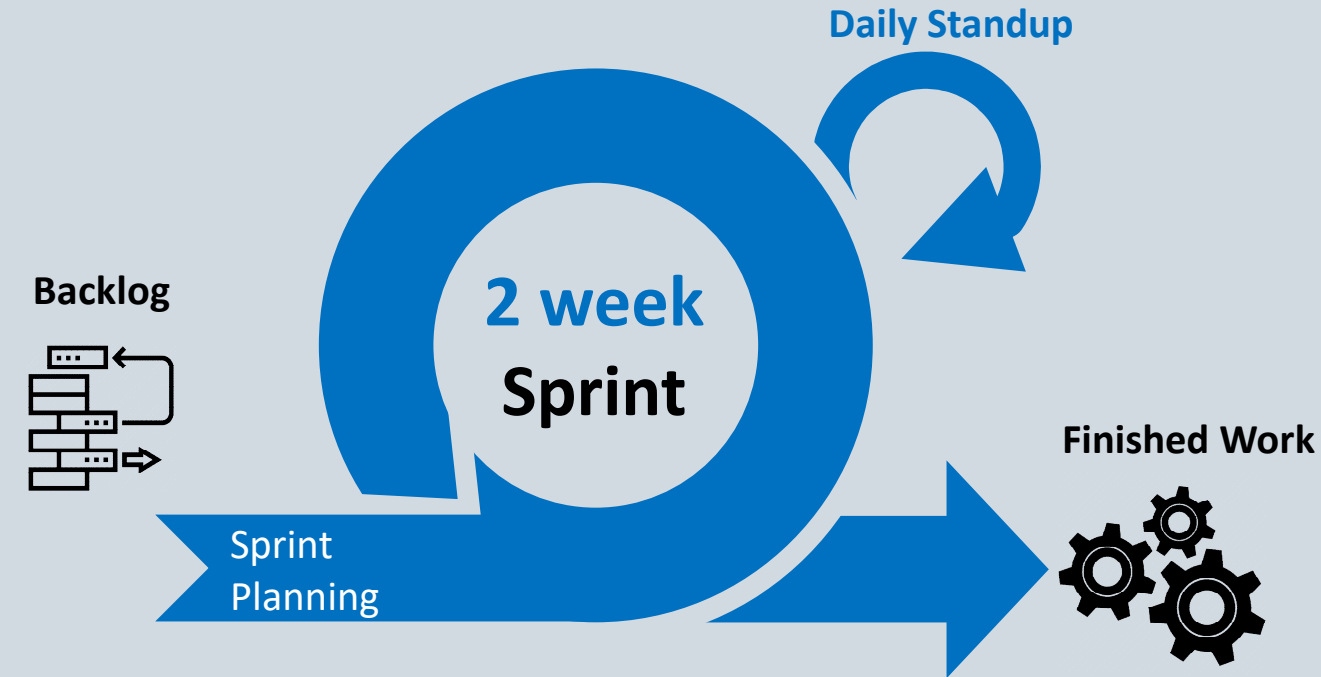 Daily Standup
Backlog
2 week
Sprint
Finished Work
Sprint
Planning